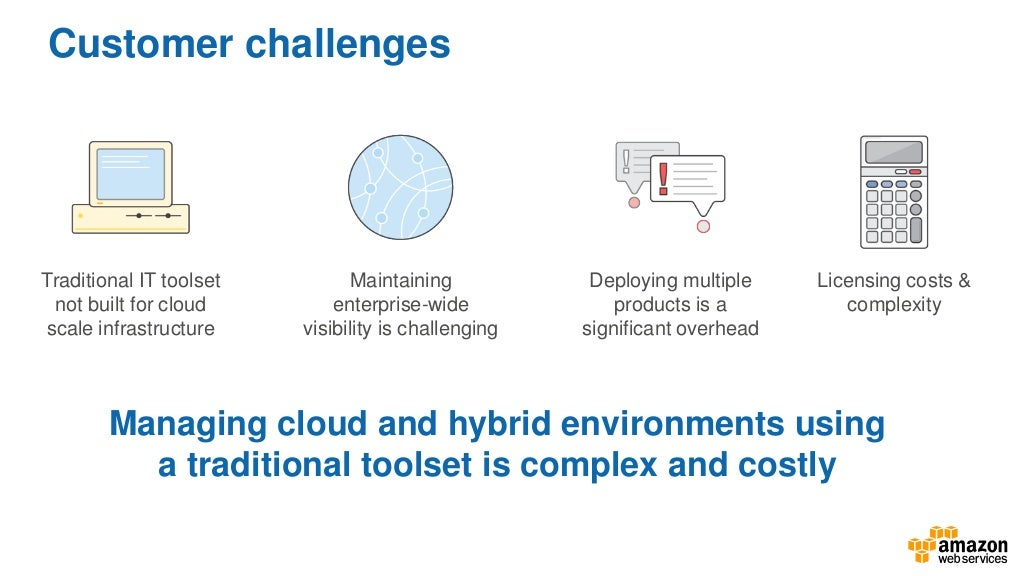 Customer challenges
Traditional IT toolset
not built for cloud
scale infrastructure
Maintaining
enterprise-wide
visibility is challenging
Deploying multiple
products is a
significant overhead
Licensing costs &
complexity
Managing cloud and hybrid environments using
a traditional toolset is complex and costly
amazon
web services